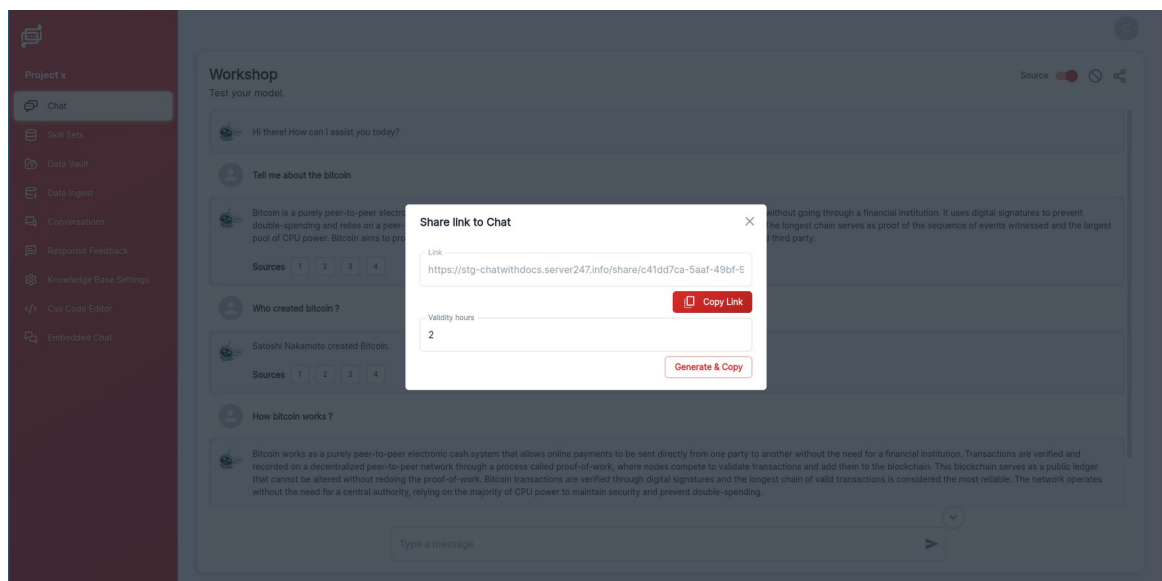 Project x
Chat
Skill Sets
Data Vault
Data Ingest
Conversations
Response Feedback
Knowledge Base Settings
Css Code Editor
Embedded Chat
Workshop
Test your model.
Source
Hi there! How can I assist you today?
Tell me about the bitcoin
Bitcoin is a purely peer-to-peer electro
without going through a financial institution. It uses digital signatures to prevent
double-spending and relies on a peer-
The longest chain serves as proof of the sequence of events witnessed and the largest
pool of CPU power. Bitcoin aims to pro
third party.
Sources 1 2 3 4
Who created bitcoin ?
Satoshi Nakamoto created Bitcoin.
Sources 1 2 3 4
How bitcoin works ?
Bitcoin works as a purely peer-to-peer electronic cash system that allows online payments to be sent directly from one party to another without the need for a financial institution. Transactions are verified and
recorded on a decentralized peer-to-peer network through a process called proof-of-work, where nodes compete to validate transactions and add them to the blockchain. This blockchain serves as a public ledger
that cannot be altered without redoing the proof-of-work. Bitcoin transactions are verified through digital signatures and the longest chain of valid transactions is considered the most reliable. The network operates
without the need for a central authority, relying on the majority of CPU power to maintain security and prevent double-spending.
Type a message
Share link to Chat
Link
https://stg-chatwithdocs.server247.info/share/c41dd7ca-5aaf-49bf-9
Copy Link
Validity hours
2
Generate & Copy